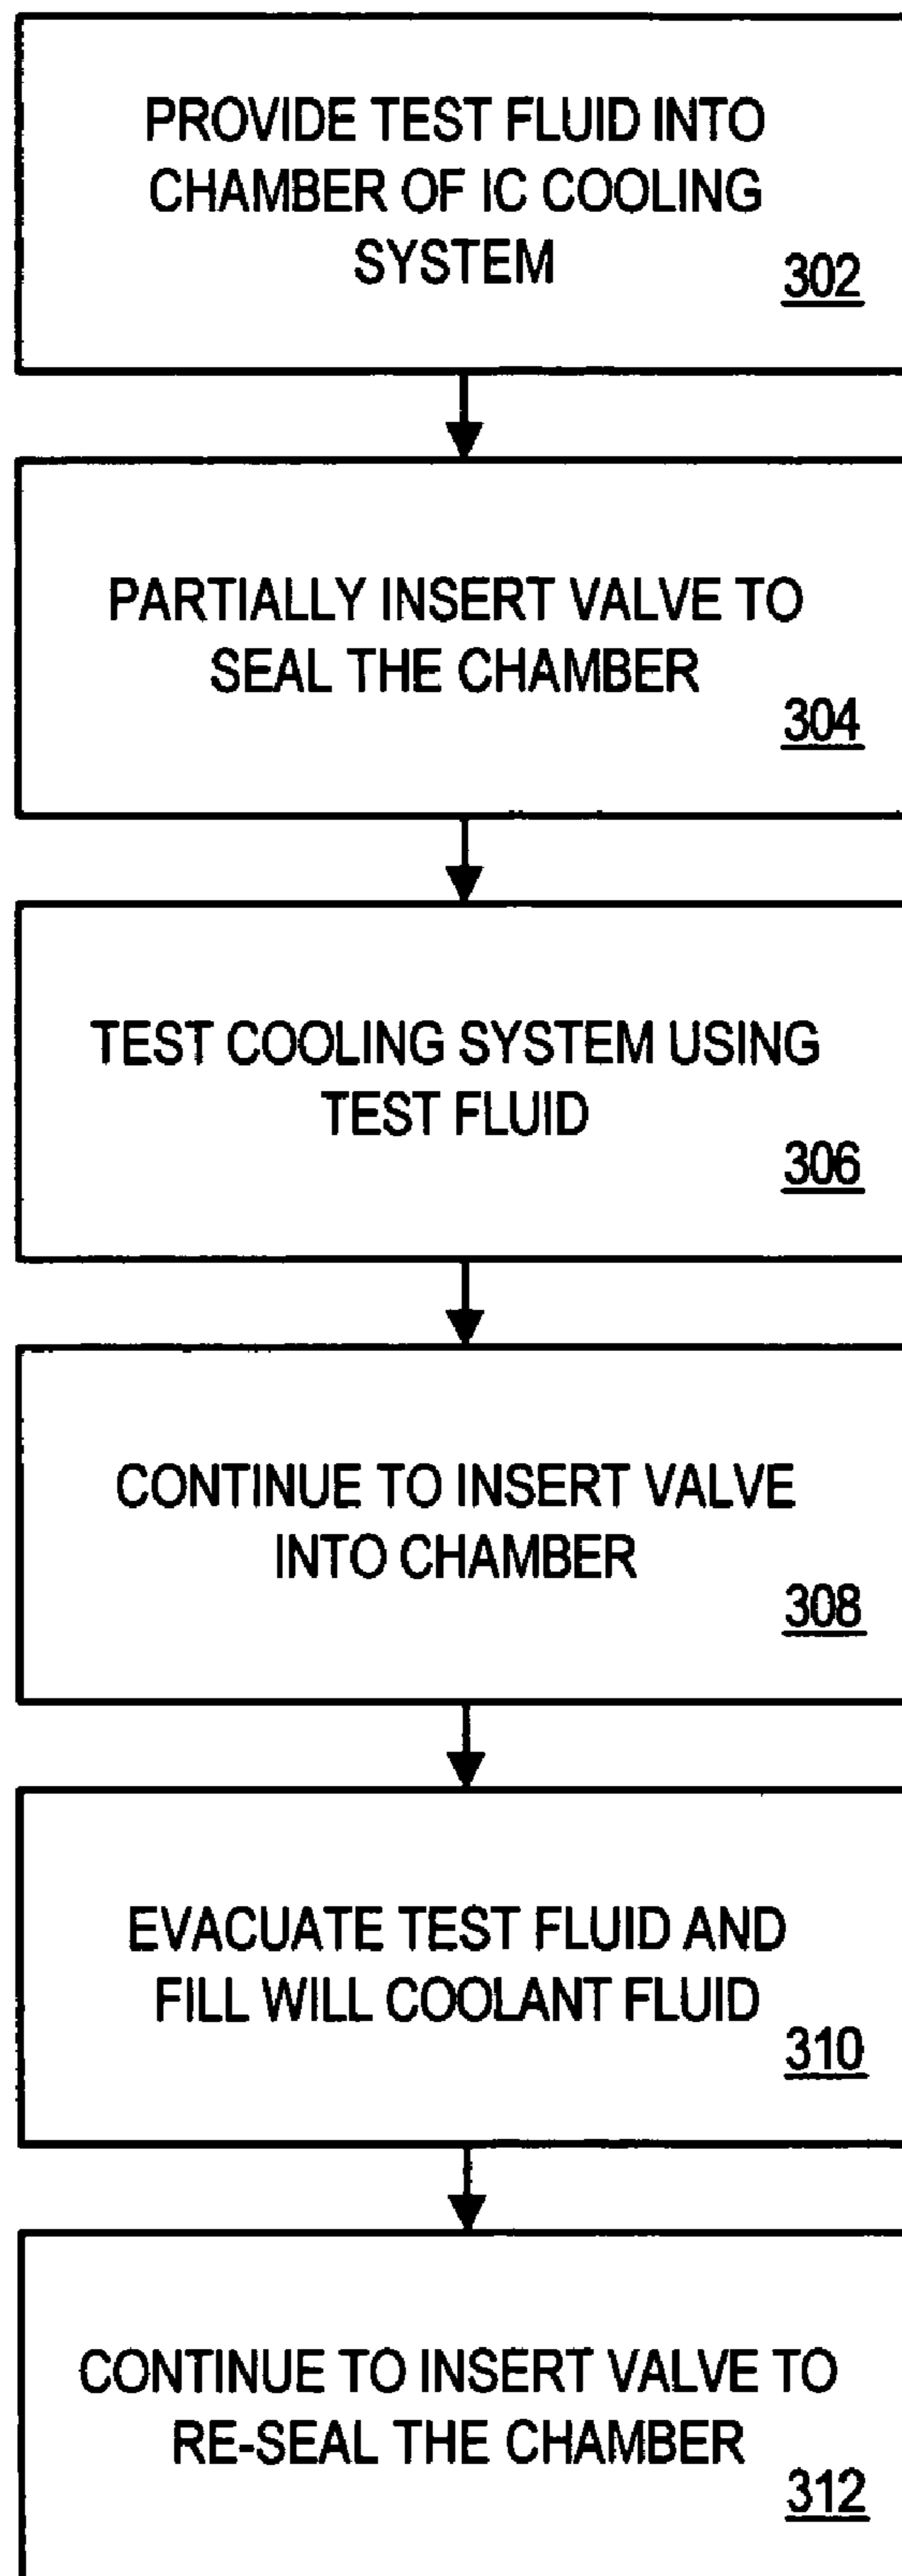 PROVIDE TEST FLUID INTO
CHAMBER OF IC COOLING
SYSTEM
302
PARTIALLY INSERT VALVE TO
SEAL THE CHAMBER
304
TEST COOLING SYSTEM USING
TEST FLUID
306
CONTINUE TO INSERT VALVE
INTO CHAMBER
308
EVACUATE TEST FLUID AND
FILL WILL COOLANT FLUID
310
CONTINUE TO INSERT VALVE TO
RE-SEAL THE CHAMBER
312